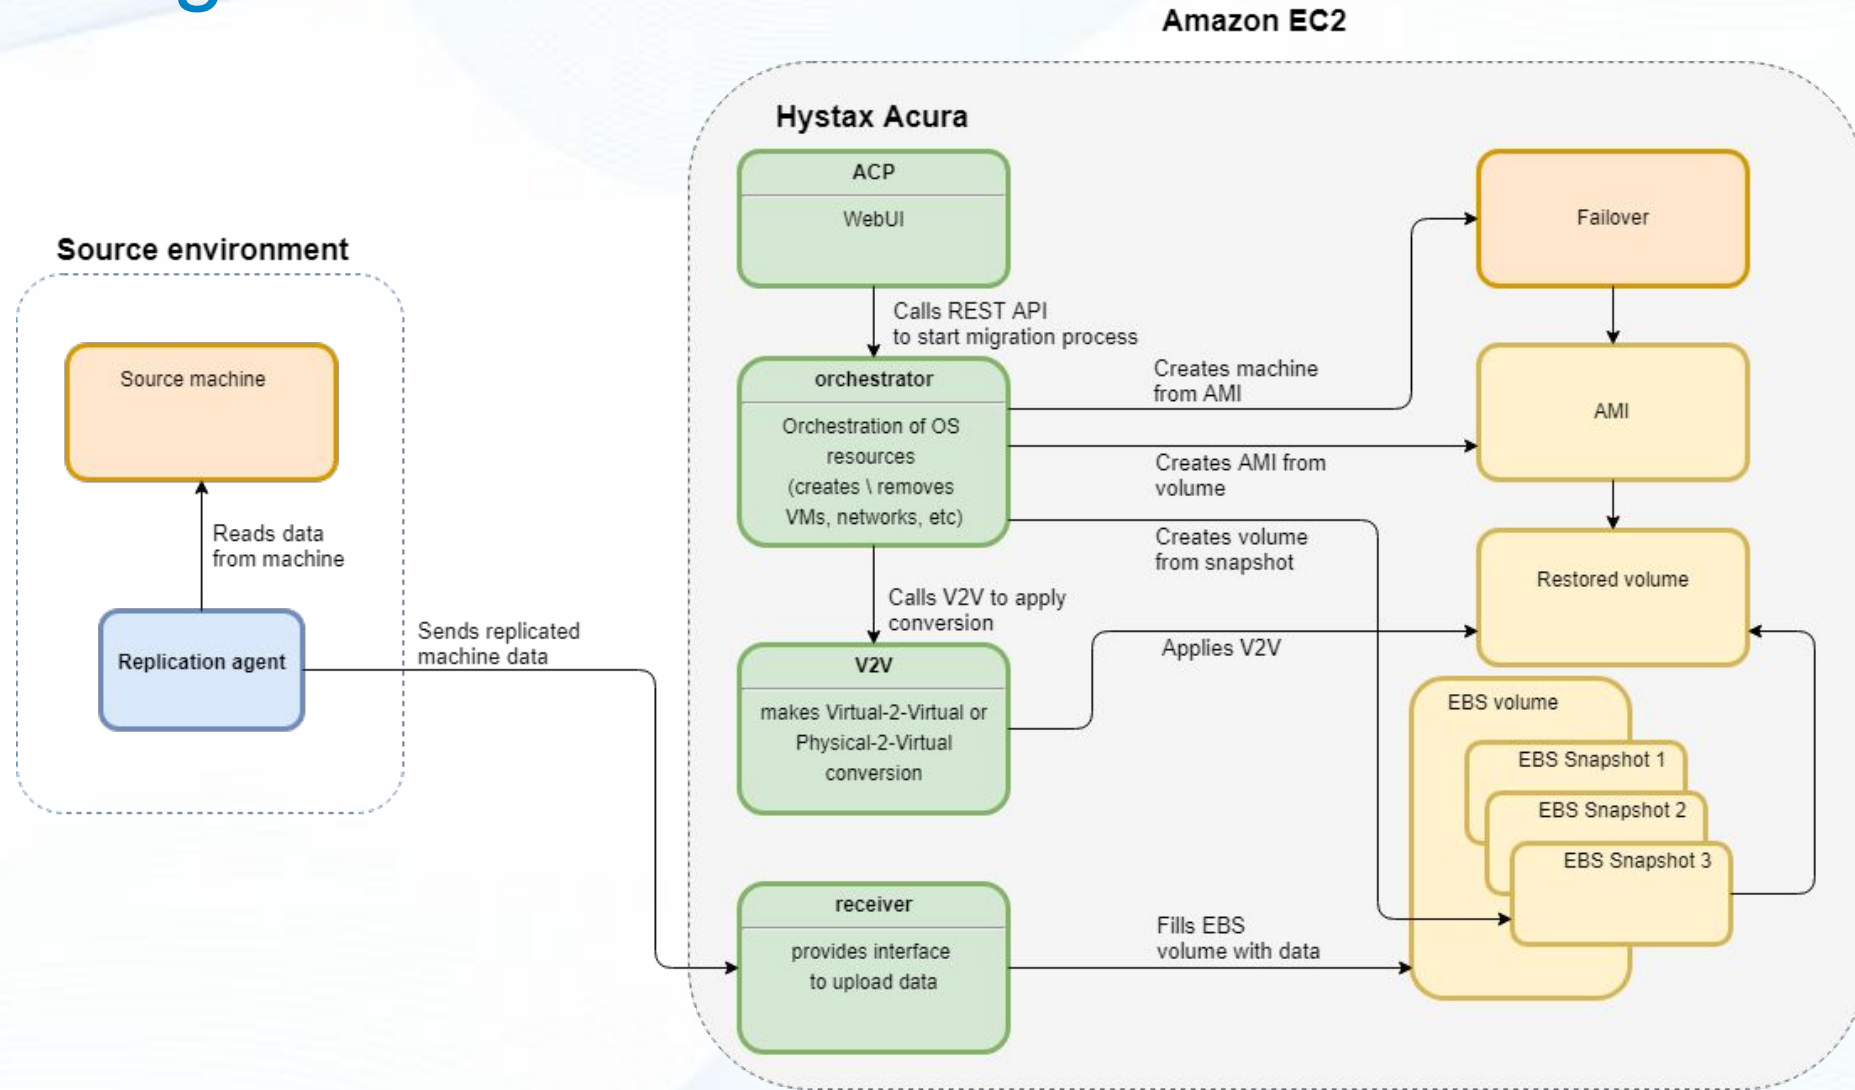 Amazon EC2
Hystax Acura
ACP
WebUI
Failover
Source environment
Calls REST API
to start migration process
Source machine
orchestrator
Creates machine
from AMI
AMI
Orchestration of OS
resources
(creates \ removes
VMs, networks, etc)
Creates AMI from
volume
Reads data
from machine
Creates volume
from snapshot
Restored volume
Calls V2V to apply
conversion
Sends replicated
machine data
Replication agent
Applies V2V
V2V
makes Virtual-2-Virtual or
Physical-2-Virtual
conversion
EBS volume
EBS Snapshot 1
EBS Snapshot 2
EBS Snapshot 3
receiver
provides interface
to upload data
Fills EBS
volume with data